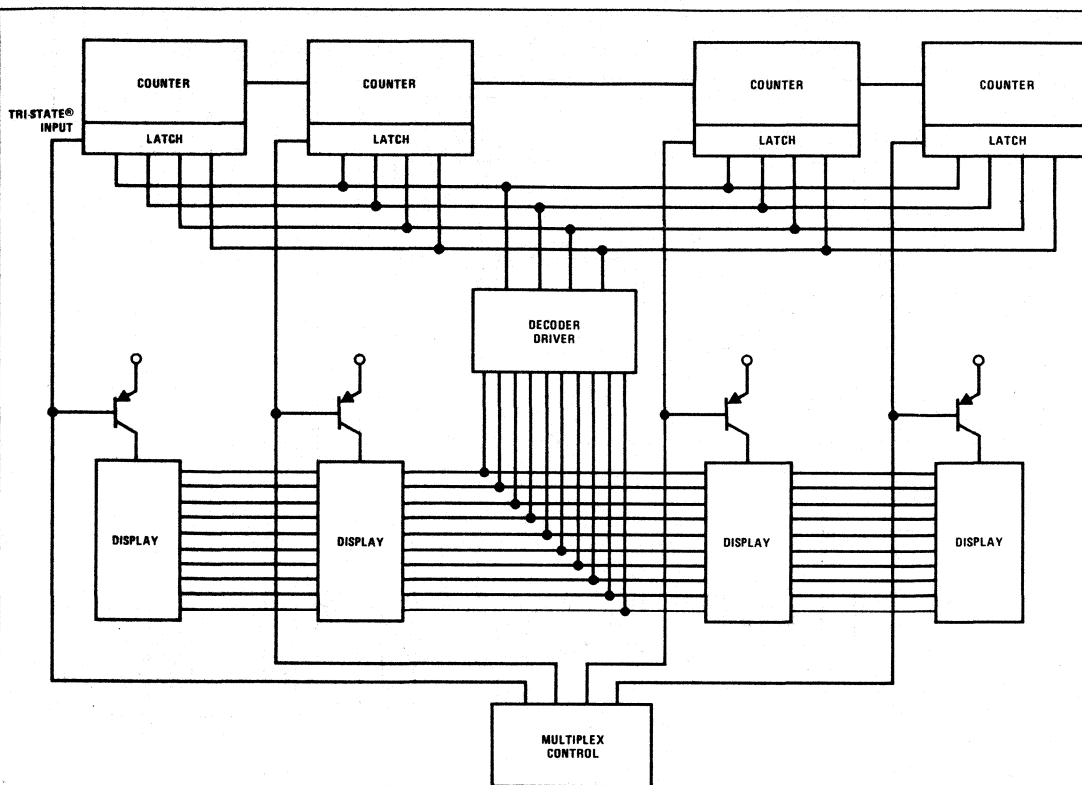 COUNTER
COUNTER
COUNTER
COUNTER
TRI-STATE®
INPUT
LATCH
LATCH
LATCH
LATCH
DECODER
DRIVER
DISPLAY
DISPLAY
DISPLAY
DISPLAY
MULTIPLEX
CONTROL